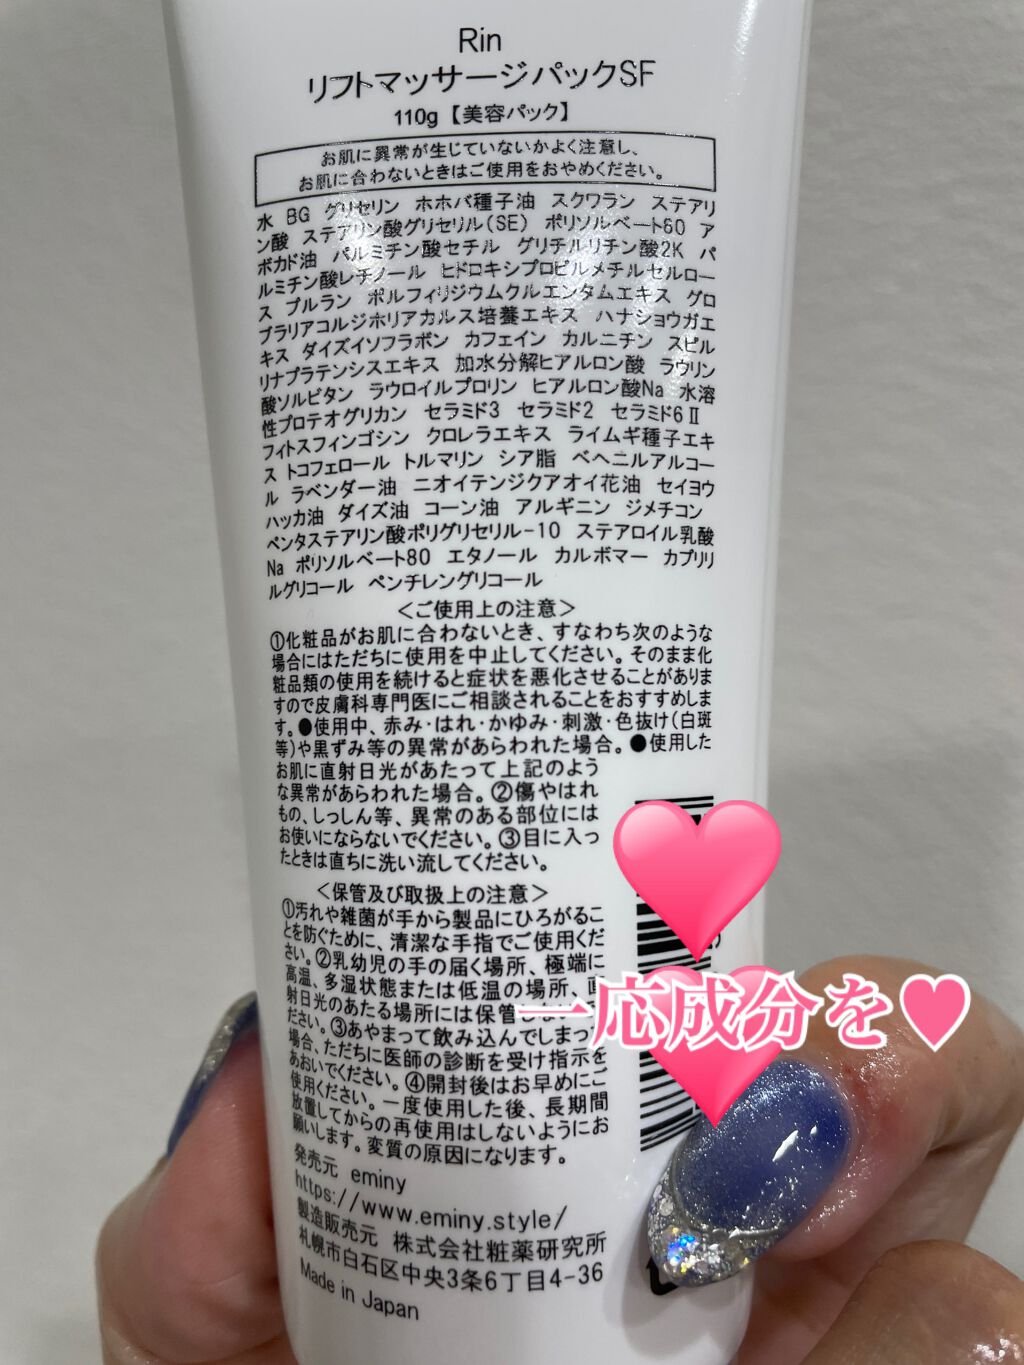 Rin
リフトマッサージパックSF
110g【美容パック】
お肌に異常が生じていないかよく注意し、
お肌に合わないときはご使用をおやめください。
水 BG グリセリン ホホバ種子油 スクワラン ステアリ
ン酸 ステアリン酸グリセリル(SE) ポリソルベート60 ア
ボカド油 パルミチン酸セチル グリチルリチン酸2K パ
ルミチン酸レチノール ヒドロキシプロピルメチルセルロー
ス プルラン ポルフィリジウムクルエンタムエキス グロ
ブラリアコルジホリアカルス培養エキス ハナショウガエ
キス ダイズイソフラボン カフェイン カルニチン スピル
リナプラテンシスエキス 加水分解ヒアルロン酸 ラウリン
酸ソルビタン ラウロイルプロリン ヒアルロン酸Na 水溶
性プロテオグリカン セラミド3 セラミド2 セラミド6Ⅱ
フィトスフィンゴシン クロレラエキス ライムギ種子エキ
ス トコフェロール トルマリン シア脂 ベヘニルアルコー
ル ラベンダー油 ニオイテンジクアオイ花油 セイヨウ
ハッカ油 ダイズ油 コーン油 アルギニン ジメチコン
ペンタステアリン酸ポリグリセリル-10 ステアロイル乳酸
Na ポリソルベート80 エタノール カルボマー カプリリ
ルグリコール ペンチレングリコール
<ご使用上の注意>
①化粧品がお肌に合わないとき、すなわち次のような
場合にはただちに使用を中止してください。そのまま化
粧品類の使用を続けると症状を悪化させることがありま
すので皮膚科専門医にご相談されることをおすすめしま
す。●使用中、赤み・はれ・かゆみ・刺激・色抜け(白斑
等)や黒ずみ等の異常があらわれた場合。●使用した
お肌に直射日光があたって上記のよう
な異常があらわれた場合。②傷やはれ
もの、しっしん等、異常のある部位には
お使いにならないでください。③目に入っ
たときは直ちに洗い流してください。
<保管及び取扱上の注意>
①汚れや雑菌が手から製品にひろがるこ
とを防ぐために、清潔な手指でご使用くだ
さい。②乳幼児の手の届く場所、極端に
高温、多湿状態または低温の場所、直
射日光のあたる場所には保管しない
ださい。③あやまって飲み込んでしまっ
場合、ただちに医師の診断を受け指示を
あおいでください。④開封後はお早めにご
使用ください。一度使用した後、長期間
放置してからの再使用はしないようにお
願いします。変質の原因になります。
一応成分を♥
発売元 eminy
https://www.eminy.style/
製造販売元 株式会社粧薬研究所
札幌市白石区中央3条6丁目4-36
Made in Japan